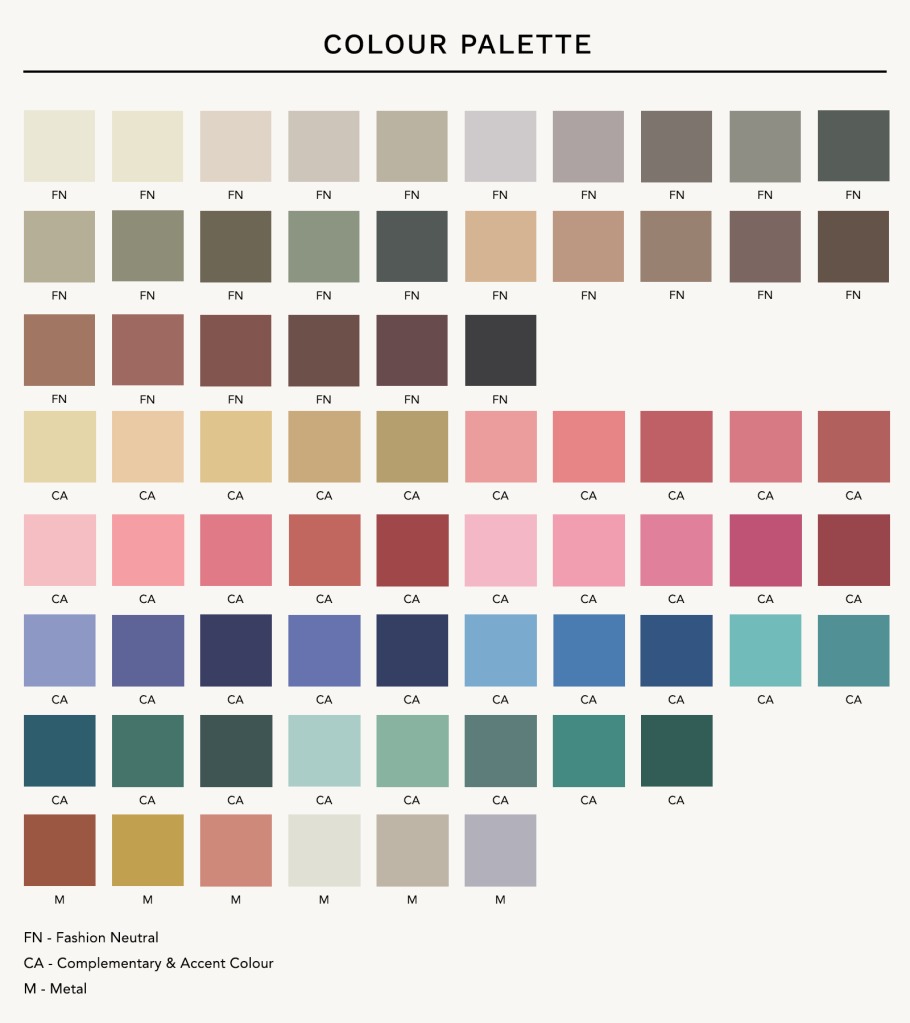 COLOUR PALETTE
FN FN FN FN FN FN FN FN FN FN
FN FN FN FN FN FN FN FN FN FN
FN FN FN FN FN FN
CA CA CA CA CA CA CA CA CA CA
CA CA CA CA CA CA CA CA CA CA
CA CA CA CA CA CA CA CA CA CA
CA CA CA CA CA CA CA CA
M M M M M M
FN - Fashion Neutral
CA - Complementary & Accent Colour
M - Metal